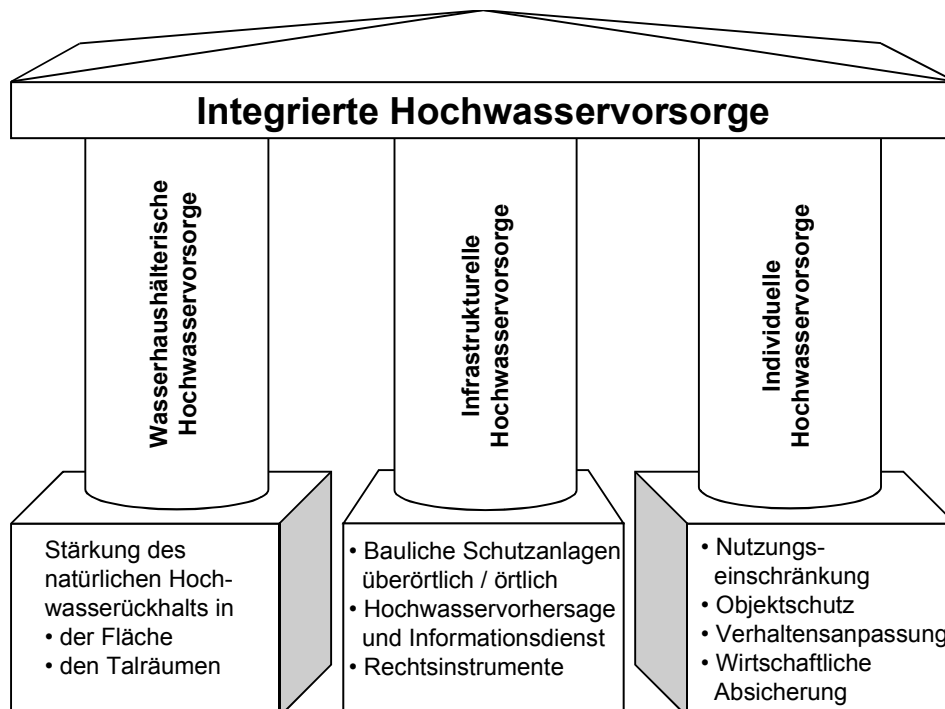 Integrierte Hochwasservorsorge
Wasserhaushälterische
Hochwasservorsorge
Infrastrukturelle
Hochwasservorsorge
Individuelle
Hochwasservorsorge
Stärkung des
natürlichen Hoch-
wasserückhalts in
• der Fläche
• den Talräumen
• Bauliche Schutzanlagen
überörtlich / örtlich
• Hochwasservorhersage
und Informationsdienst
• Rechtsinstrumente
• Nutzungs-
einschränkung
• Objektschutz
• Verhaltensanpassung
• Wirtschaftliche
Absicherung